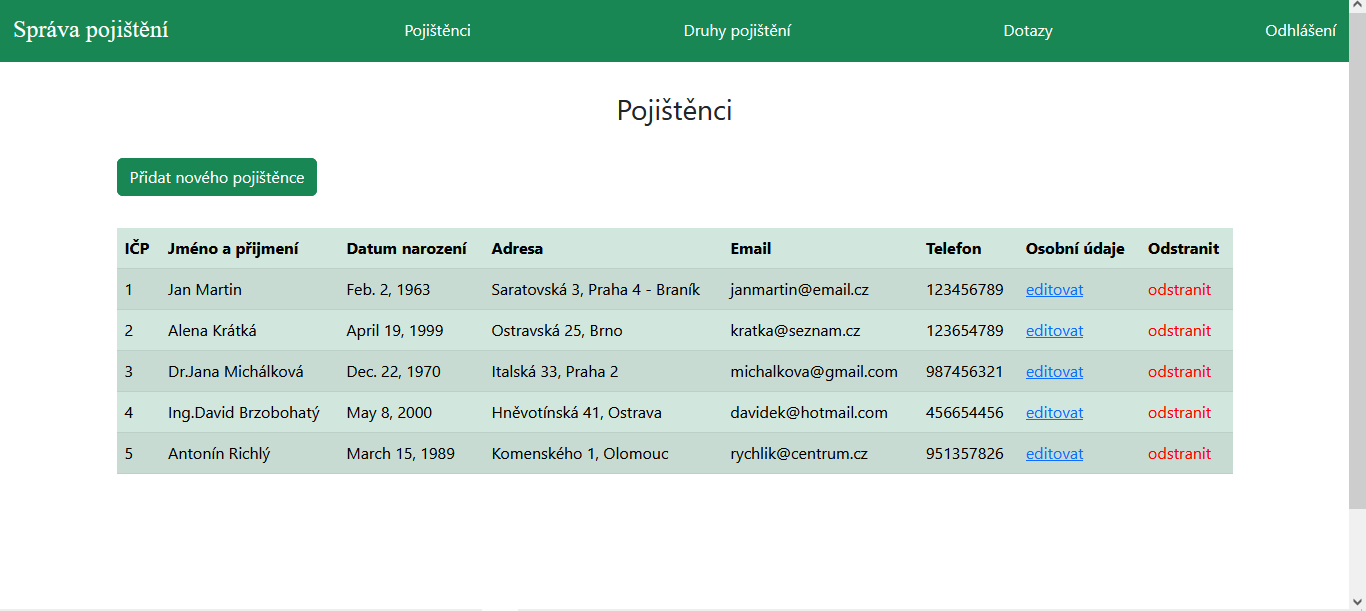 Správa pojištění Pojištěnci Druhy pojištění Dotazy Odhlášení
Pojištěnci
Přidat nového pojištěnce
IČP Jméno a přijmení Datum narození Adresa Email Telefon Osobní údaje Odstranit
1 Jan Martin Feb. 2, 1963 Saratovská 3, Praha 4 - Braník janmartin@email.cz 123456789 editovat odstranit
2 Alena Krátká April 19, 1999 Ostravská 25, Brno kratka@seznam.cz 123654789 editovat odstranit
3 Dr.Jana Michálková Dec. 22, 1970 Italská 33, Praha 2 michalkova@gmail.com 987456321 editovat odstranit
4 Ing.David Brzobohatý May 8, 2000 Hněvotínská 41, Ostrava davidek@hotmail.com 456654456 editovat odstranit
5 Antonín Richlý March 15, 1989 Komenského 1, Olomouc rychlik@centrum.cz 951357826 editovat odstranit